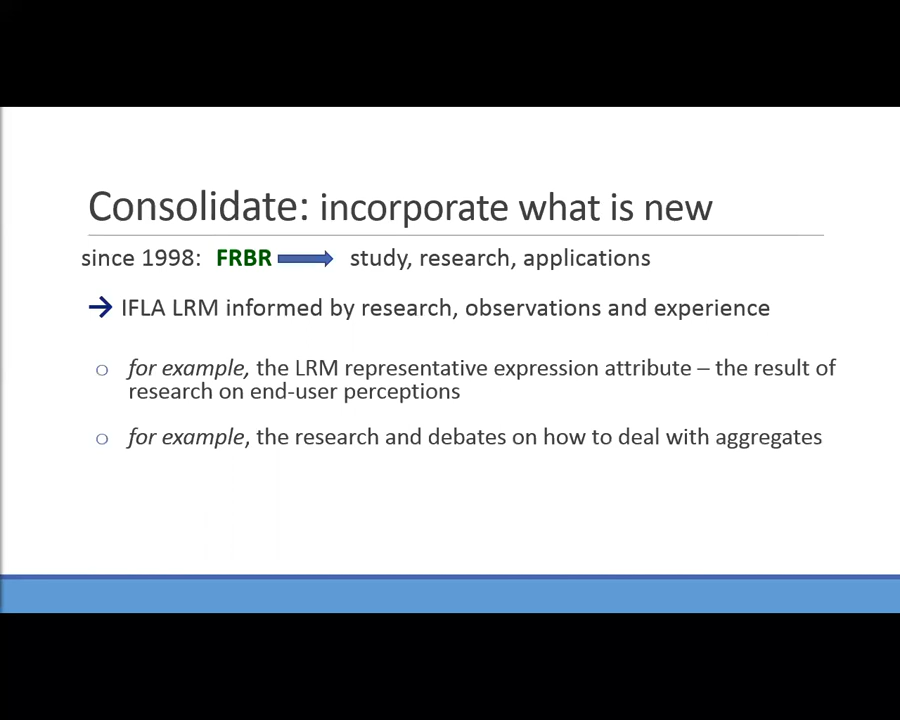 Consolidate: incorporate what is new
since 1998: FRBR study, research, applications
→ IFLA LRM informed by research, observations and experience
o for example, the LRM representative expression attribute – the result of
research on end-user perceptions
o for example, the research and debates on how to deal with aggregates